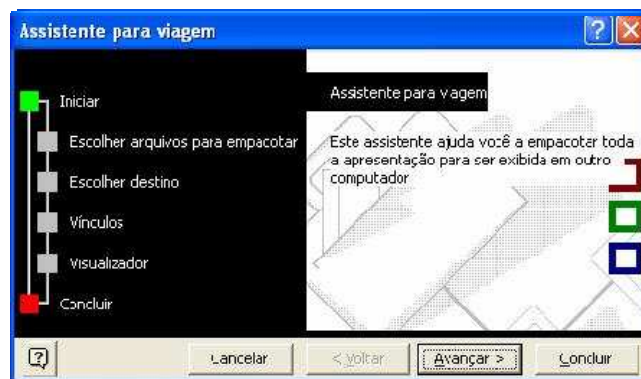 Assistente para viagem
Iniciar
Escolher arquivos para empacotar
Escolher destino
Vínculos
Visualizador
Concluir
Assistente para vagem
Este assistente ajuda você a empacotar toda
a apresentação para ser exibida em outro
computador
Cancelar
< Voltar
Avançar >
Concluir